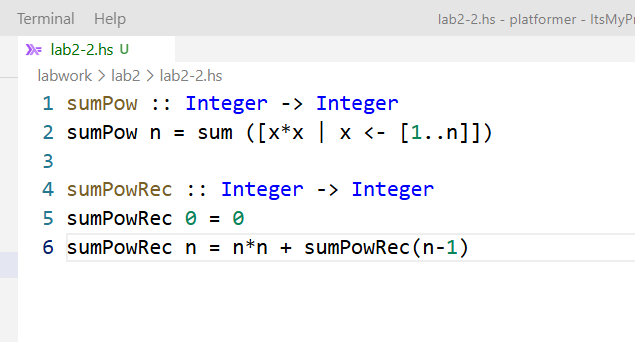 Terminal Help lab2-2.hs - platformer - ItsMyPr
lab2-2.hs U
labwork > lab2 > lab2-2.hs
1 sumPow :: Integer -> Integer
2 sumPow n = sum ([x*x | x <- [1..n]])
3
4 sumPowRec :: Integer -> Integer
5 sumPowRec 0 = 0
6 sumPowRec n = n*n + sumPowRec(n-1)